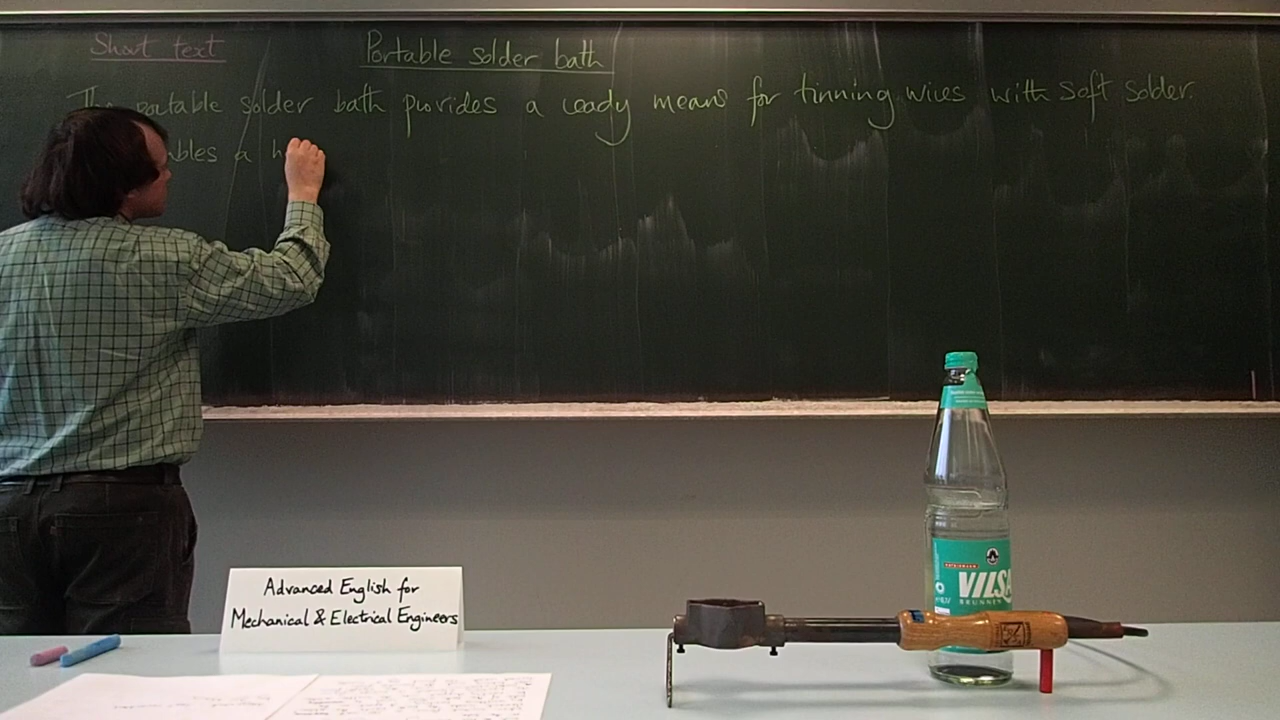 Short text
Portable solder bath
The portable solder bath provides a ready means for tinning wires with soft solder.
a
Advanced English for
Mechanical & Electrical Engineers
VILSA
BRUNNEN